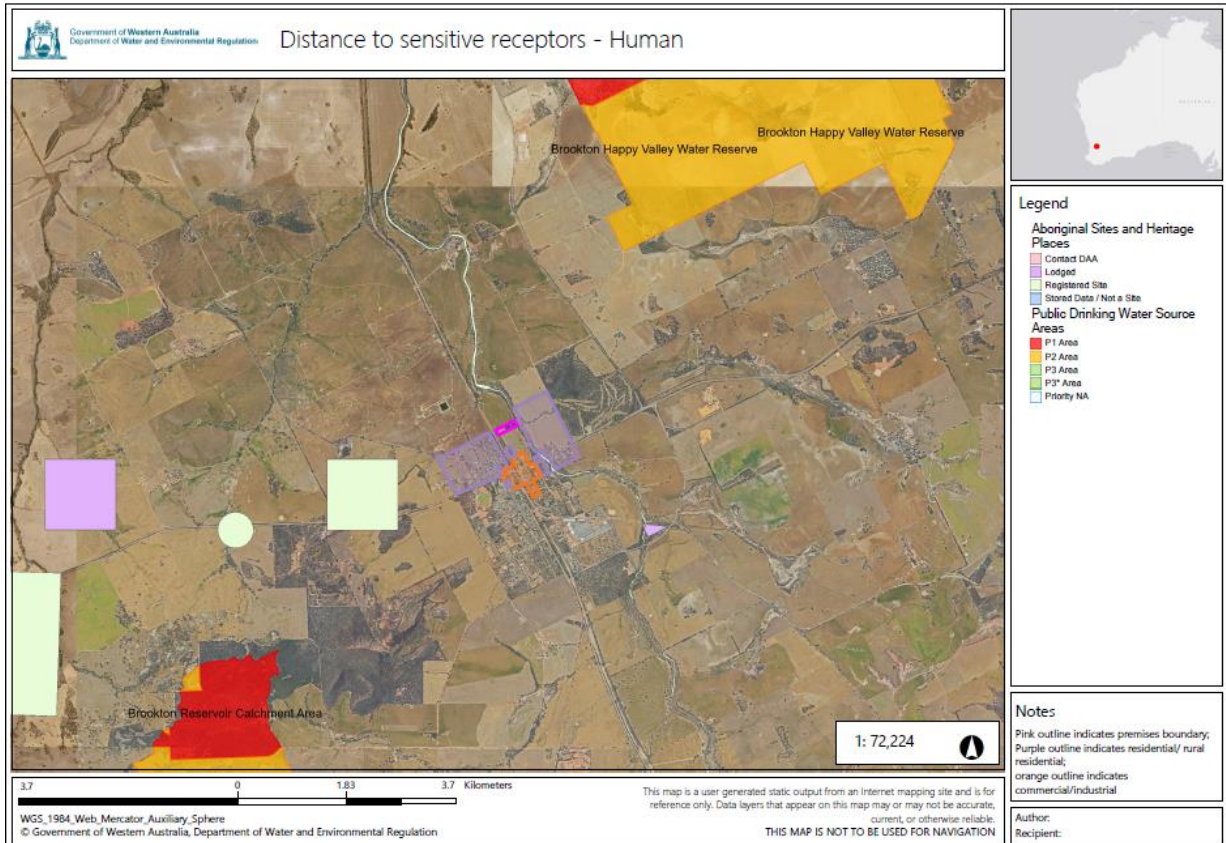 Government of Western Australia
Department of Water and Environmental Regulation
Distance to sensitive receptors - Human
Brookton Happy Valley Water Reserve
Brookton Happy Valley Water Reserve
Brookton Reservoir Catchment Area
1: 72,224
Legend
Aboriginal Sites and Heritage
Places
Contact DAA
Lodged
Registered Site
Stored Data / Not a Site
Public Drinking Water Source
Areas
P1 Area
P2 Area
P3 Area
P3* Area
Priority NA
Notes
Pink outline indicates premises boundary;
Purple outline indicates residential/ rural
residential;
orange outline indicates
commercial/industrial
3.7 0 1.83 3.7 Kilometers
WGS_1984_Web_Mercator_Auxiliary_Sphere
© Government of Western Australia, Department of Water and Environmental Regulation
This map is a user generated static output from an Internet mapping site and is for
reference only. Data layers that appear on this map may or may not be accurate,
current, or otherwise reliable.
THIS MAP IS NOT TO BE USED FOR NAVIGATION
Author:
Recipient: